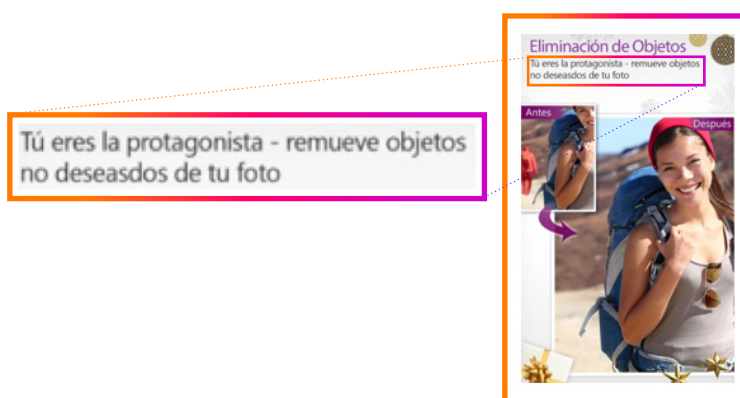 Tú eres la protagonista - remueve objetos
no deseasdos de tu foto
Eliminación de Objetos
Tú eres la protagonista - remueve objetos
no deseasdos de tu foto
Antes
Después